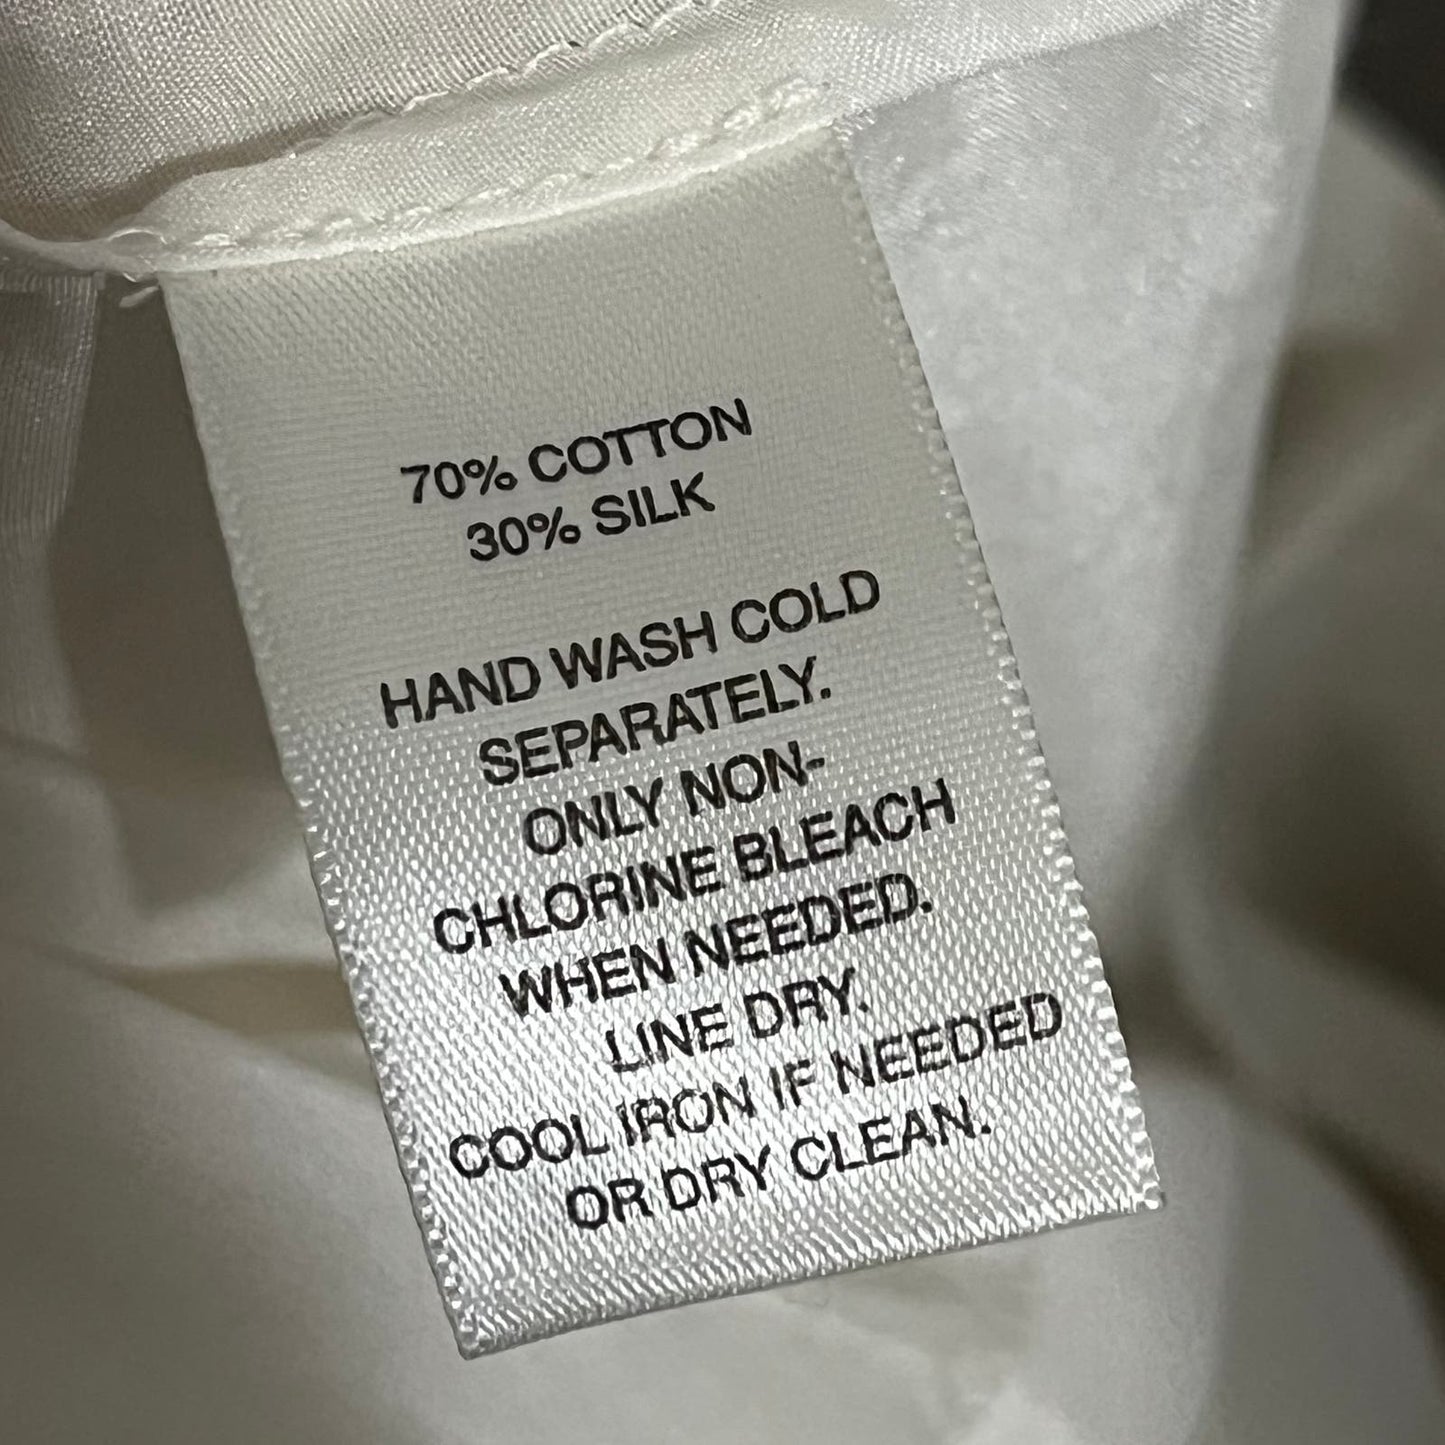 70% COTTON
30% SILK
HAND WASH COLD
SEPARATELY.
ONLY NON-
CHLORINE BLEACH
WHEN NEEDED.
LINE DRY.
COOL IRON IF NEEDED
OR DRY CLEAN.